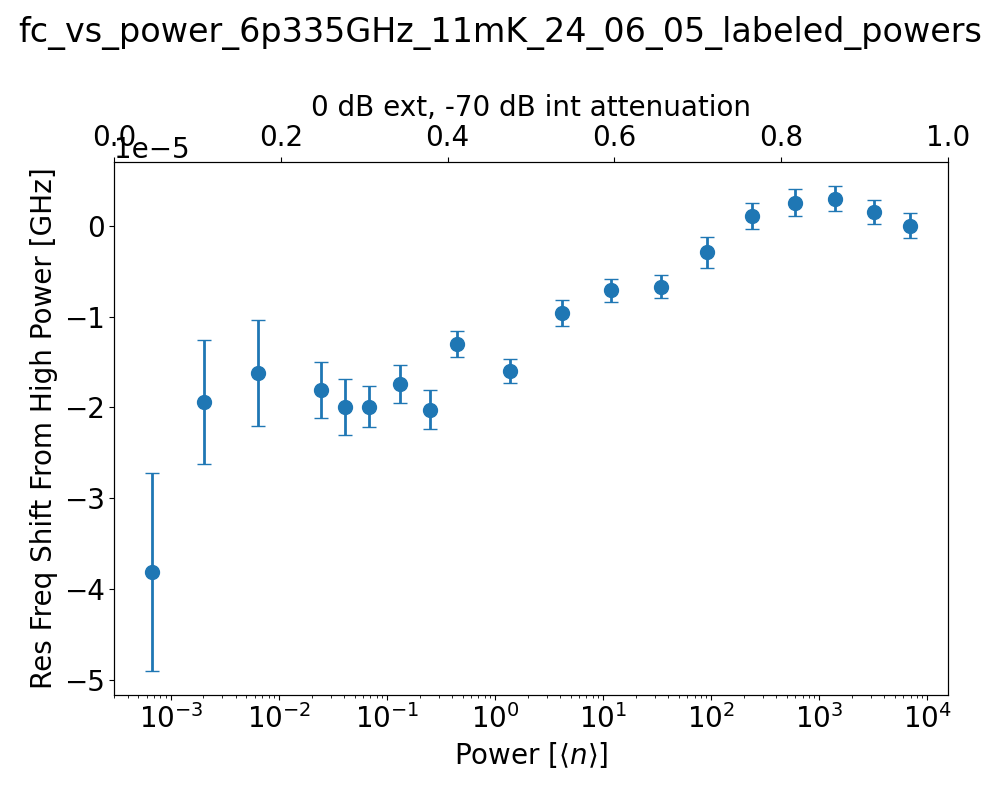 fc_vs_power_6p335GHz_11mK_24_06_05_labeled_powers
0 dB ext, -70 dB int attenuation
0.0 0.2 0.4 0.6 0.8 1.0
1e−5
Res Freq Shift From High Power [GHz]
0
−1
−2
−3
−4
−5
10⁻³ 10⁻² 10⁻¹ 10⁰ 10¹ 10² 10³ 10⁴
Power [⟨n⟩]